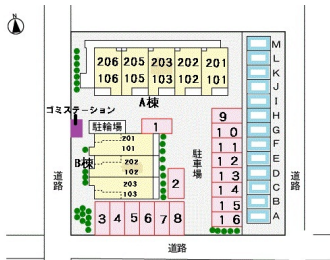 N
206 205 203 202 201
106 105 103 102 101
A棟
M
L
K
J
I
H
G
F
E
D
C
B
A
ゴミステーション
駐輪場
1
201
101
B棟
202
102
203
103
2
3 4 5 6 7 8
駐車場
9
10
11
12
13
14
15
16
道路
道路
道路